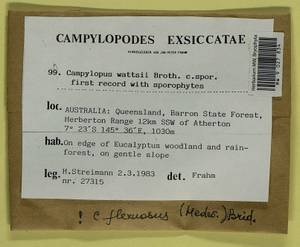 CAMPYLOPODES EXSICCATAE
99. Campylopus wattsii Broth. c.spor.
first record with sporophytes
loc. AUSTRALIA: Queensland, Barron State Forest,
Herberton Range 12km SSW of Atherton
7° 23'S 145° 36'E, 1030m
hab. On edge of Eucalyptus woodland and rain-
forest, on gentle slope
leg. H.Streimann 2.3.1983 det. Frahm
nr. 27315
! C flexuosus (Hedw.) Brid.